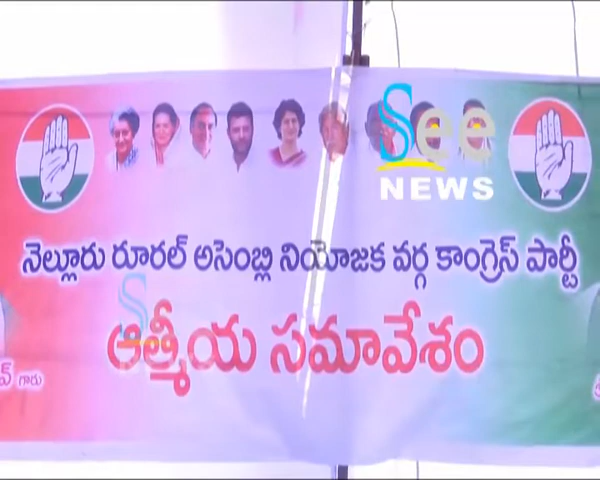 See
NEWS
నెల్లూరు రూరల్ అసెంబ్లి నియోజక వర్గ కాంగ్రెస్ పార్టీ
ఆత్మీయ సమావేశం
గారు